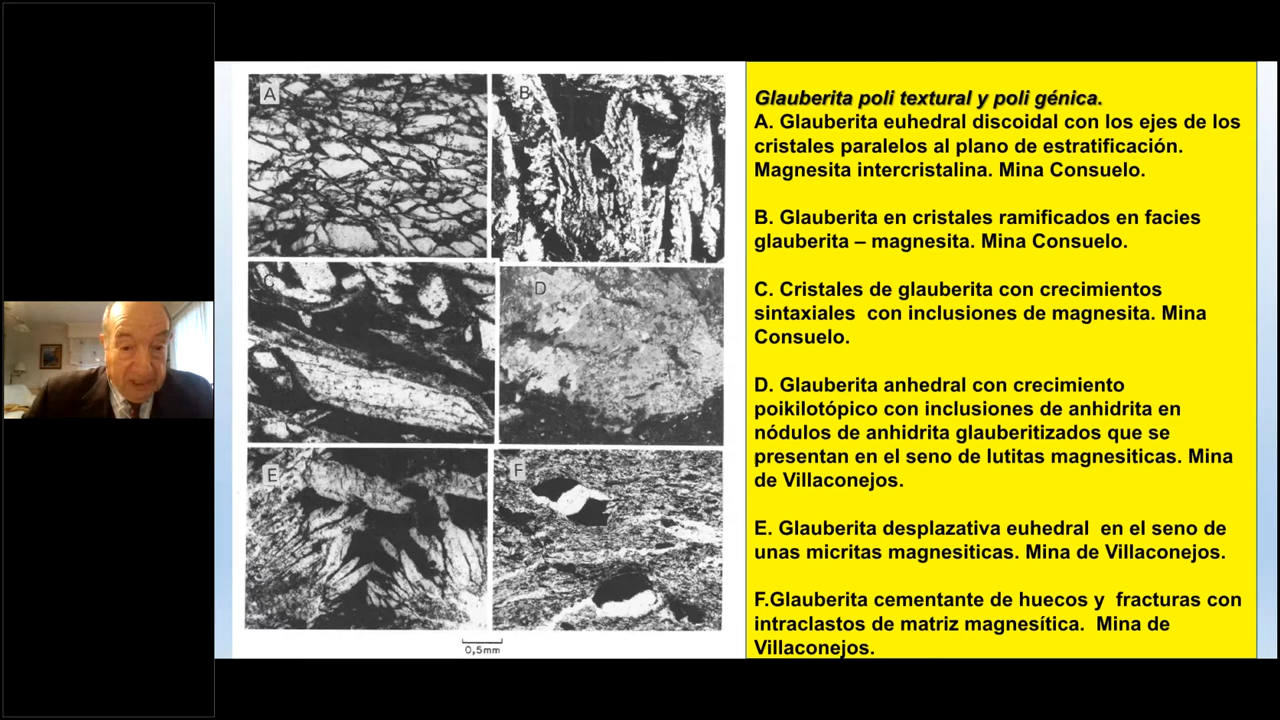 A
B
C
D
E
F
0,5mm
Glauberita poli textural y poli génica.
A. Glauberita euhedral discoidal con los ejes de los
cristales paralelos al plano de estratificación.
Magnesita intercristalina. Mina Consuelo.
B. Glauberita en cristales ramificados en facies
glauberita – magnesita. Mina Consuelo.
C. Cristales de glauberita con crecimientos
sintaxiales  con inclusiones de magnesita. Mina
Consuelo.
D. Glauberita anhedral con crecimiento
poikilotópico con inclusiones de anhidrita en
nódulos de anhidrita glauberitizados que se
presentan en el seno de lutitas magnesiticas. Mina
de Villaconejos.
E. Glauberita desplazativa euhedral  en el seno de
unas micritas magnesiticas. Mina de Villaconejos.
F.Glauberita cementante de huecos y  fracturas con
intraclastos de matriz magnesítica.  Mina de
Villaconejos.